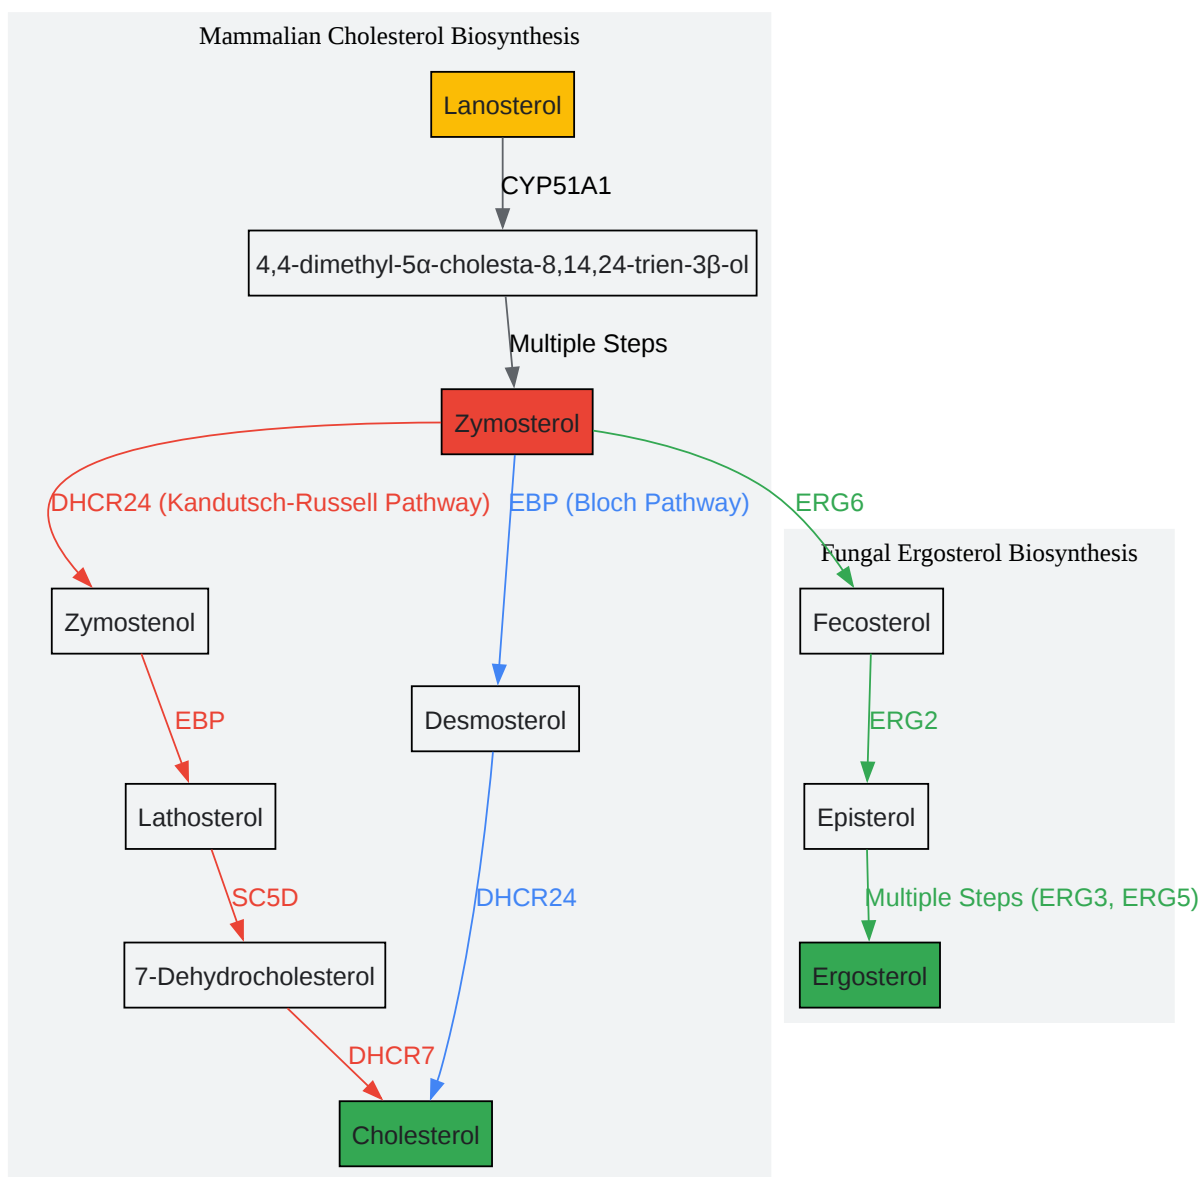 Mammalian Cholesterol Biosynthesis
Lanosterol
CYP51A1
4,4-dimethyl-5α-cholesta-8,14,24-trien-3β-ol
Multiple Steps
Zymosterol
DHCR24 (Kandutsch-Russell Pathway)
EBP (Bloch Pathway)
ERG6
Fungal Ergosterol Biosynthesis
Zymostenol
Fecosterol
EBP
Desmosterol
ERG2
Lathosterol
Episterol
SC5D
DHCR24
Multiple Steps (ERG3, ERG5)
7-Dehydrocholesterol
Ergosterol
DHCR7
Cholesterol